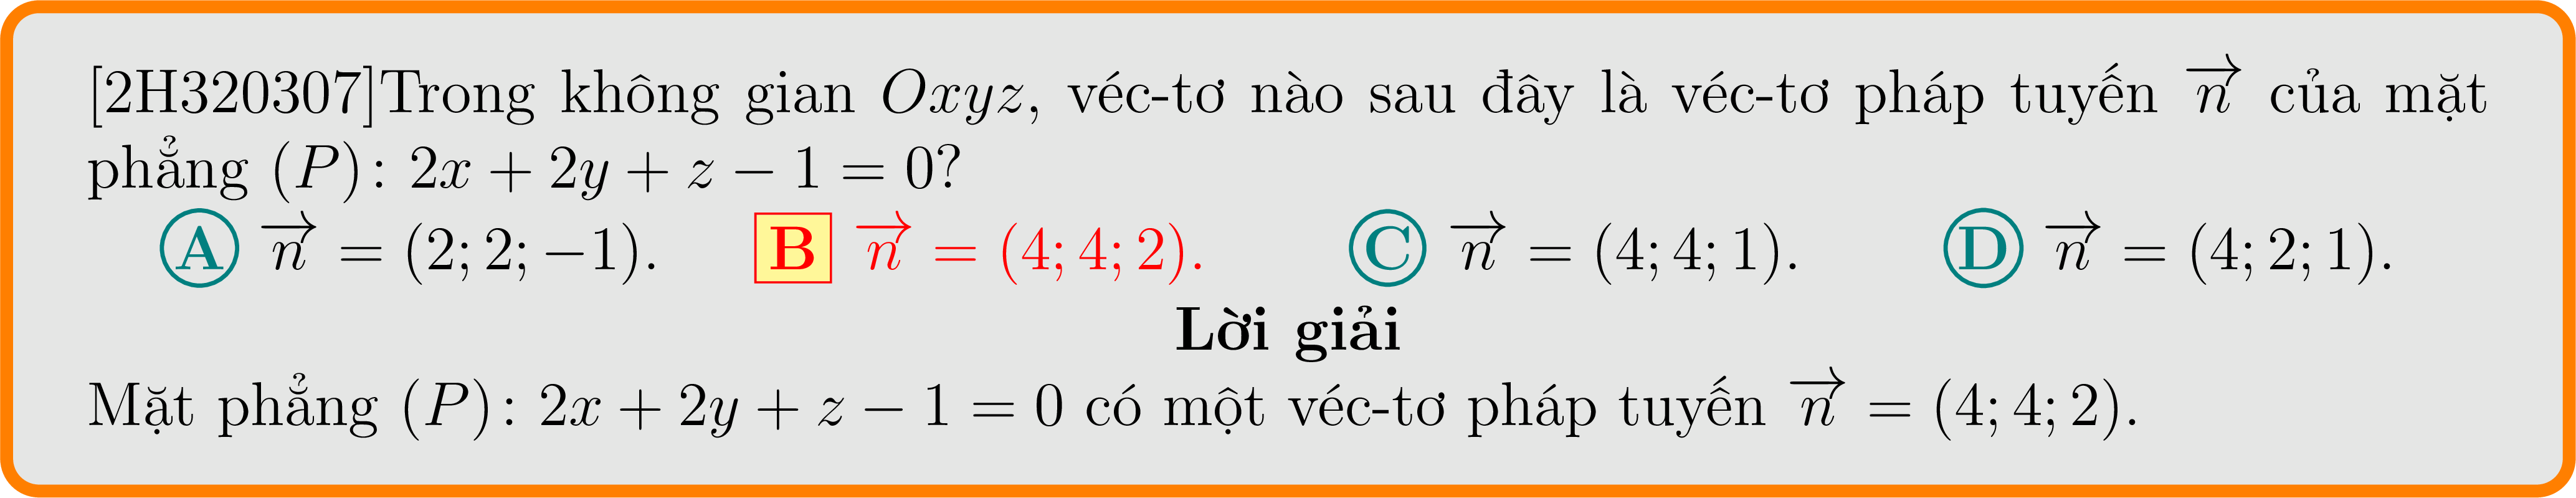 [2H320307]Trong không gian Oxyz, véc-tơ nào sau đây là véc-tơ pháp tuyến $\overrightarrow{n}$ của mặt
phẳng (P): 2x + 2y + z − 1 = 0?
A $\overrightarrow{n}$ = (2; 2; −1). B $\overrightarrow{n}$ = (4; 4; 2). C $\overrightarrow{n}$ = (4; 4; 1). D $\overrightarrow{n}$ = (4; 2; 1).
Lời giải
Mặt phẳng (P): 2x + 2y + z − 1 = 0 có một véc-tơ pháp tuyến $\overrightarrow{n}$ = (4; 4; 2).